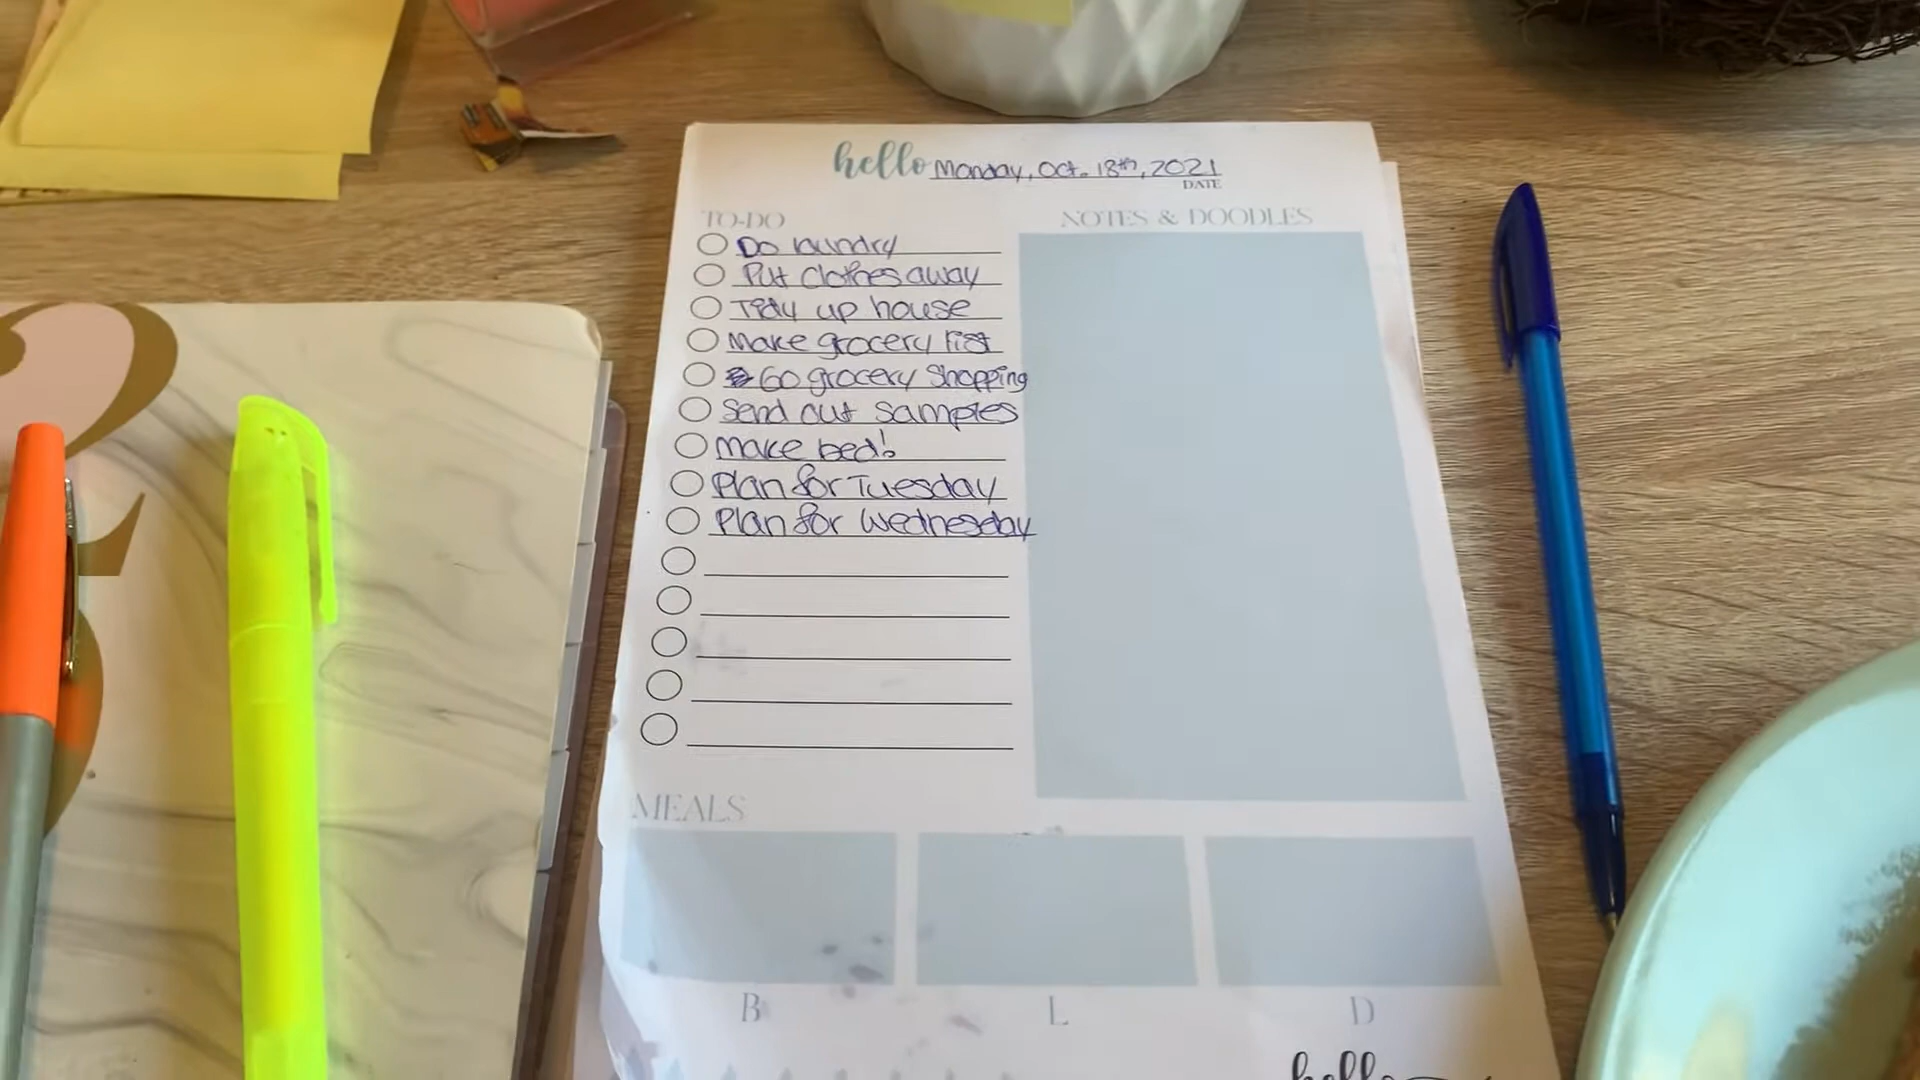 hello Monday, Oct. 18th, 2021
DATE
TO-DO
Do laundry
Put clothes away
Tidy up house
Make grocery list
Go grocery shopping
Send out samples
Make bed!
Plan for Tuesday
Plan for Wednesday
NOTES & DOODLES
MEALS
B L D
hello